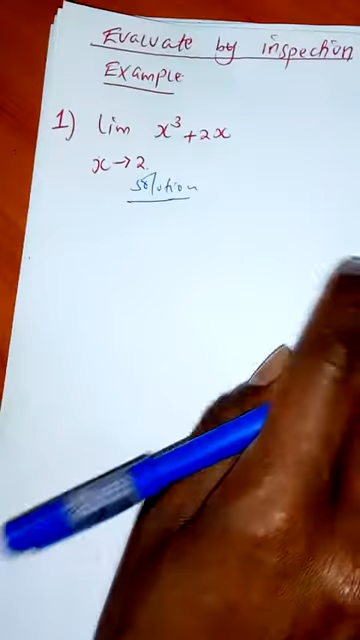 Evaluate by inspection
Example
1) lim x³+2x
x→2.
solution